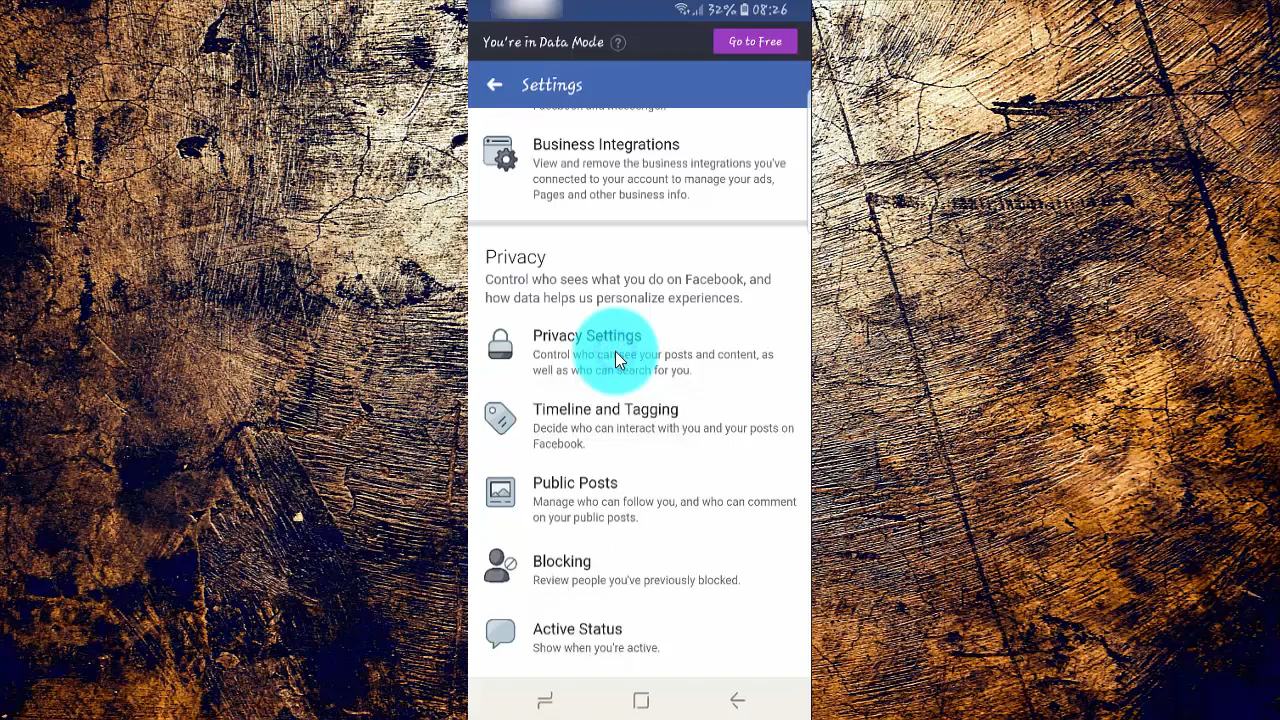 32% 08:26
You're in Data Mode ?
Go to Free
Settings
Facebook and Messenger.
Business Integrations
View and remove the business integrations you've
connected to your account to manage your ads,
Pages and other business info.
Privacy
Control who sees what you do on Facebook, and
how data helps us personalize experiences.
Privacy Settings
Control who can see your posts and content, as
well as who can search for you.
Timeline and Tagging
Decide who can interact with you and your posts on
Facebook.
Public Posts
Manage who can follow you, and who can comment
on your public posts.
Blocking
Review people you've previously blocked.
Active Status
Show when you're active.